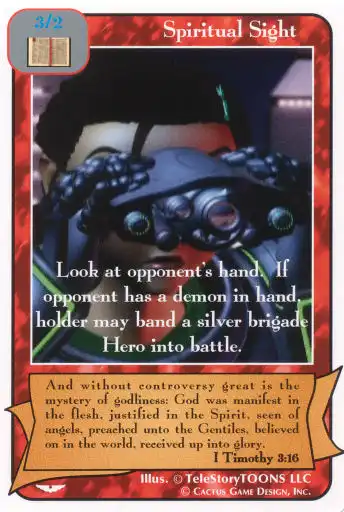 3/2
Spiritual Sight
Look at opponent's hand. If
opponent has a demon in hand,
holder may band a silver brigade
Hero into battle.
And without controversy great is the
mystery of godliness: God was manifest in
the flesh, justified in the Spirit, seen of
angels, preached unto the Gentiles, believed
on in the world, received up into glory.
I Timothy 3:16
Illus. © TeleStoryTOONS LLC
© Cactus Game Design, Inc.